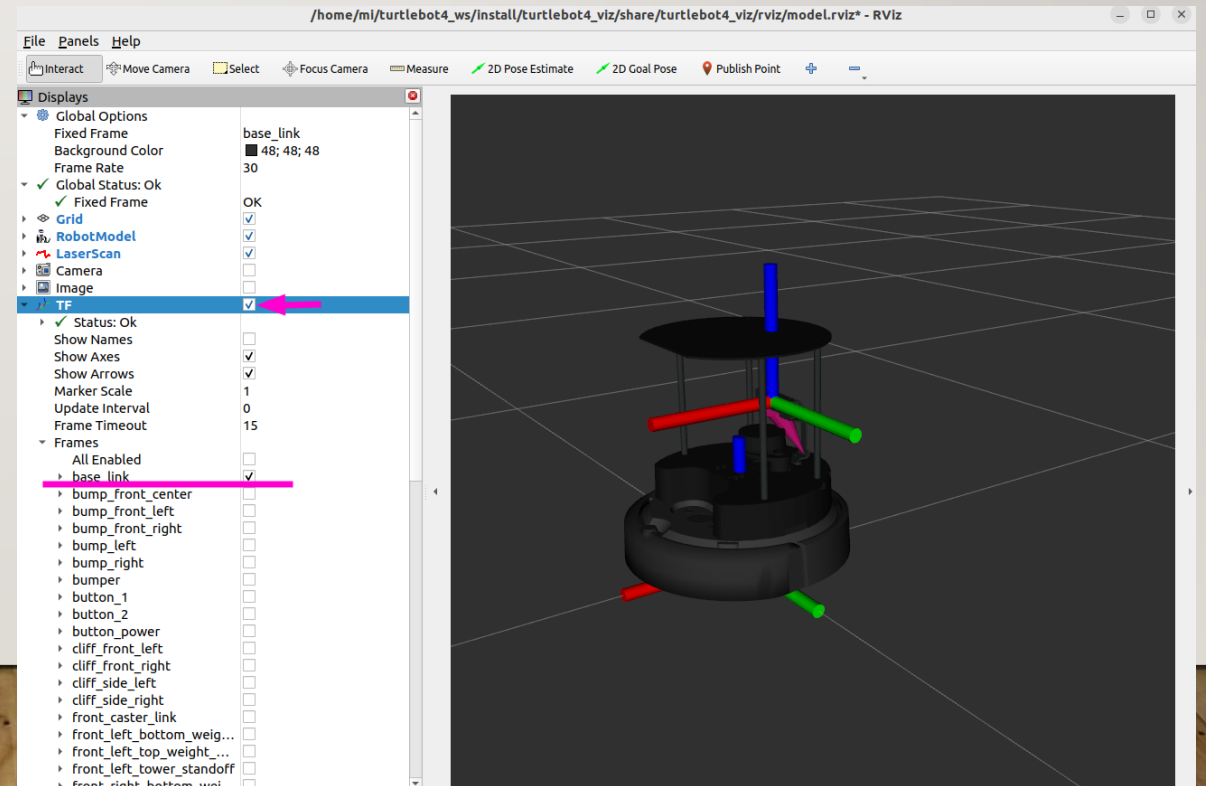 /home/mi/turtlebot4_ws/install/turtlebot4_viz/share/turtlebot4_viz/rviz/model.rviz* - RViz
File Panels Help
Interact Move Camera Select Focus Camera Measure 2D Pose Estimate 2D Goal Pose Publish Point
Displays
Global Options
Fixed Frame base_link
Background Color 48; 48; 48
Frame Rate 30
Global Status: Ok
Fixed Frame OK
Grid
RobotModel
LaserScan
Camera
Image
TF
Status: Ok
Show Names
Show Axes
Show Arrows
Marker Scale 1
Update Interval 0
Frame Timeout 15
Frames
All Enabled
base_link
bump_front_center
bump_front_left
bump_front_right
bump_left
bump_right
bumper
button_1
button_2
button_power
cliff_front_left
cliff_front_right
cliff_side_left
cliff_side_right
front_caster_link
front_left_bottom_weig...
front_left_top_weight_...
front_left_tower_standoff